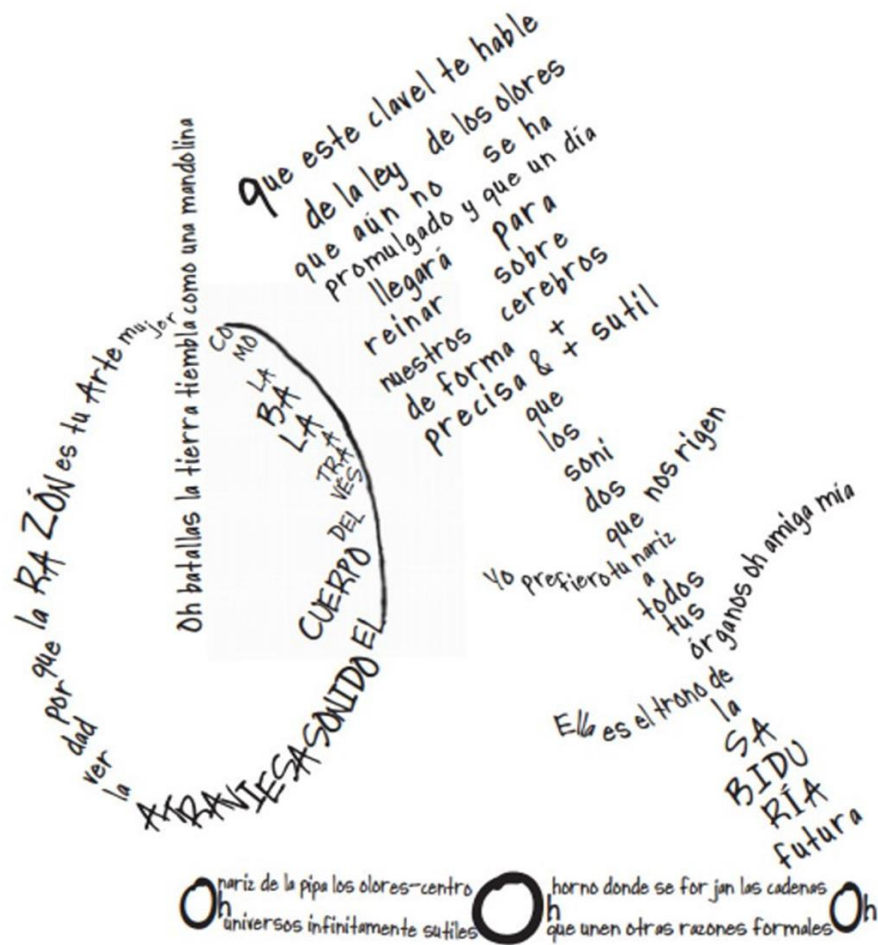 Oh batallas la tierra tiembla como una mandolina
CO
MO
LA
BA
LA
A
TRA
VÉS
DEL
CUERPO
EL
SONIDO
ATRAVIESA
la
ver
dad
por
que
la
RA ZÓN
es tu Arte
mujer
que este clavel te hable
de la ley de los olores
que aún no se ha
promulgado y que un día
llegará para
reinar sobre
nuestros cerebros
de forma +
precisa & + sutil
que
los
soni
dos
que nos rigen
Yo prefiero tu nariz
a
todos
tus
órganos oh amiga mía
Ella es el trono de
la
SA
BIDU
RÍA
futura
Oh nariz de la pipa los olores-centro Oh horno donde se for jan las cadenas Oh
universos infinitamente sutiles que unen otras razones formales